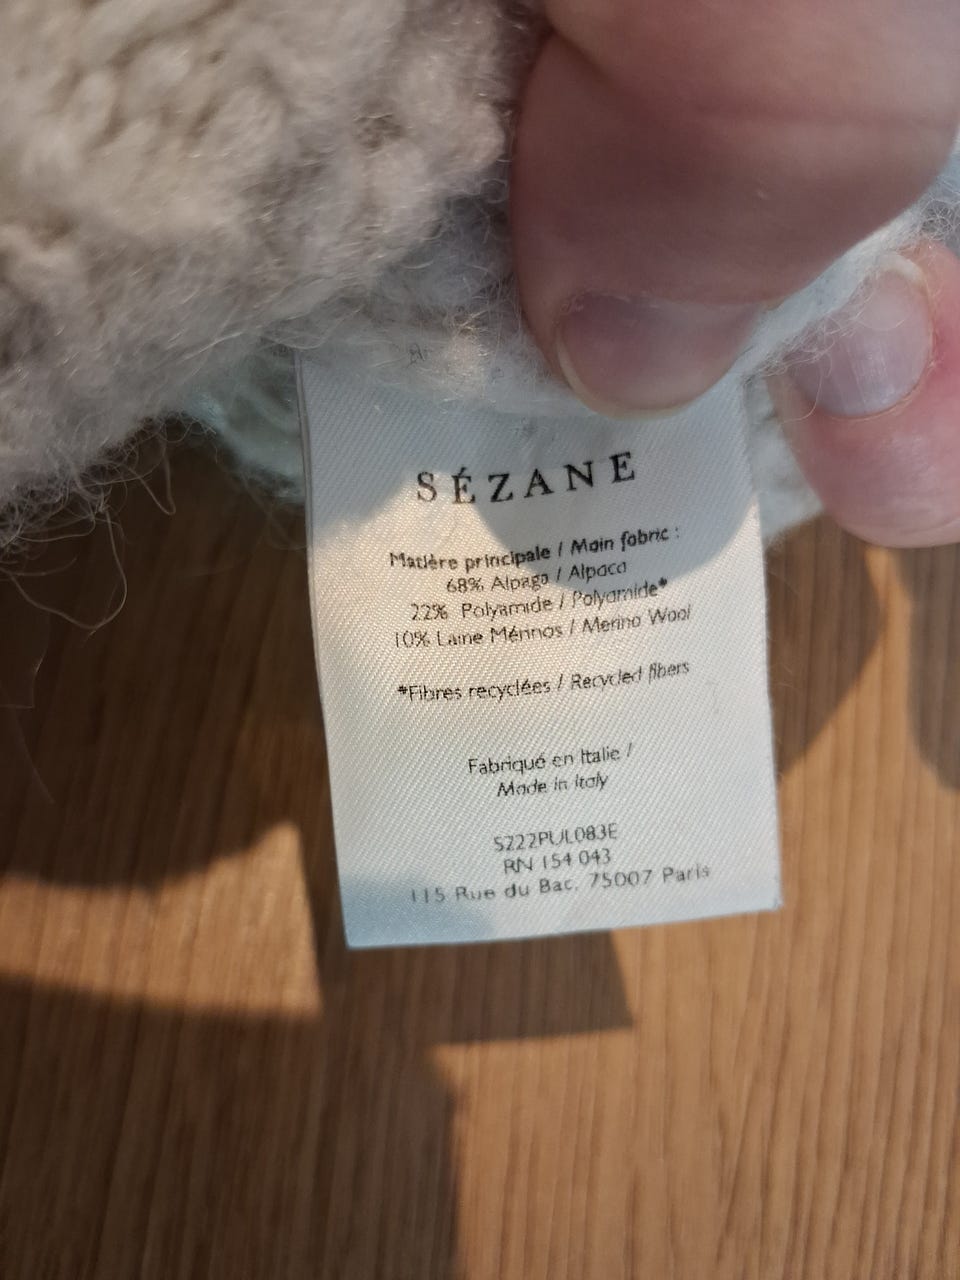 SÉZANE
Matière principale / Main fabric :
68% Alpaga / Alpaca
22% Polyamide / Polyamide*
10% Laine Mérinos / Merino Wool
*Fibres recyclées / Recycled fibers
Fabriqué en Italie /
Made in Italy
S222PUL083E
RN 154 043
115 Rue du Bac, 75007 Paris